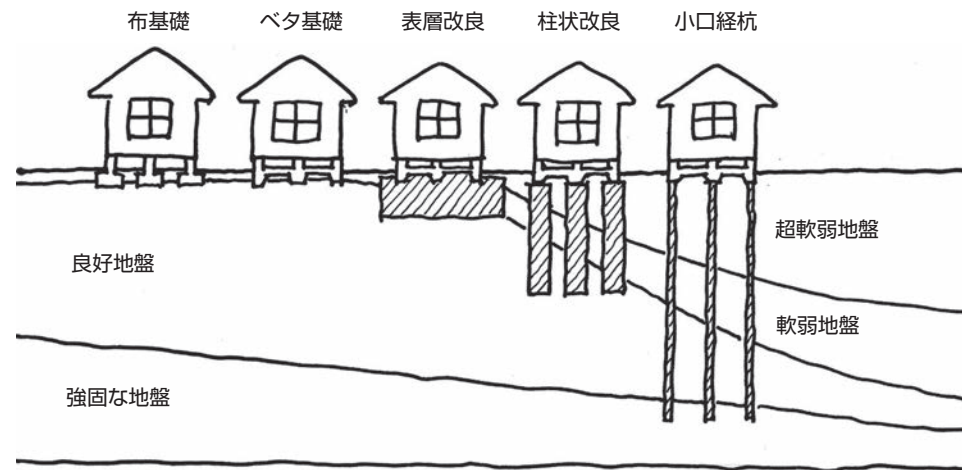 布基礎
ベタ基礎
表層改良
柱状改良
小口経杭
超軟弱地盤
良好地盤
軟弱地盤
強固な地盤